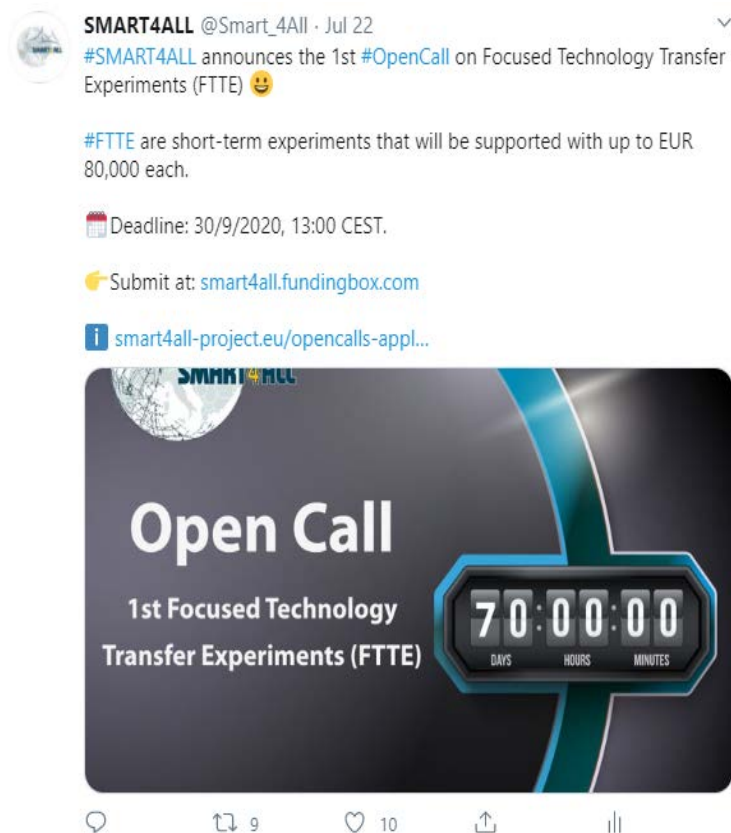 SMART4ALL @Smart_4All · Jul 22
#SMART4ALL announces the 1st #OpenCall on Focused Technology Transfer
Experiments (FTTE) 😀
#FTTE are short-term experiments that will be supported with up to EUR
80,000 each.
📅Deadline: 30/9/2020, 13:00 CEST.
👉Submit at: smart4all.fundingbox.com
ℹ️ smart4all-project.eu/opencalls-appl...
SMART4ALL
Open Call
1st Focused Technology
Transfer Experiments (FTTE)
70:00:00
DAYS HOURS MINUTES
9 10